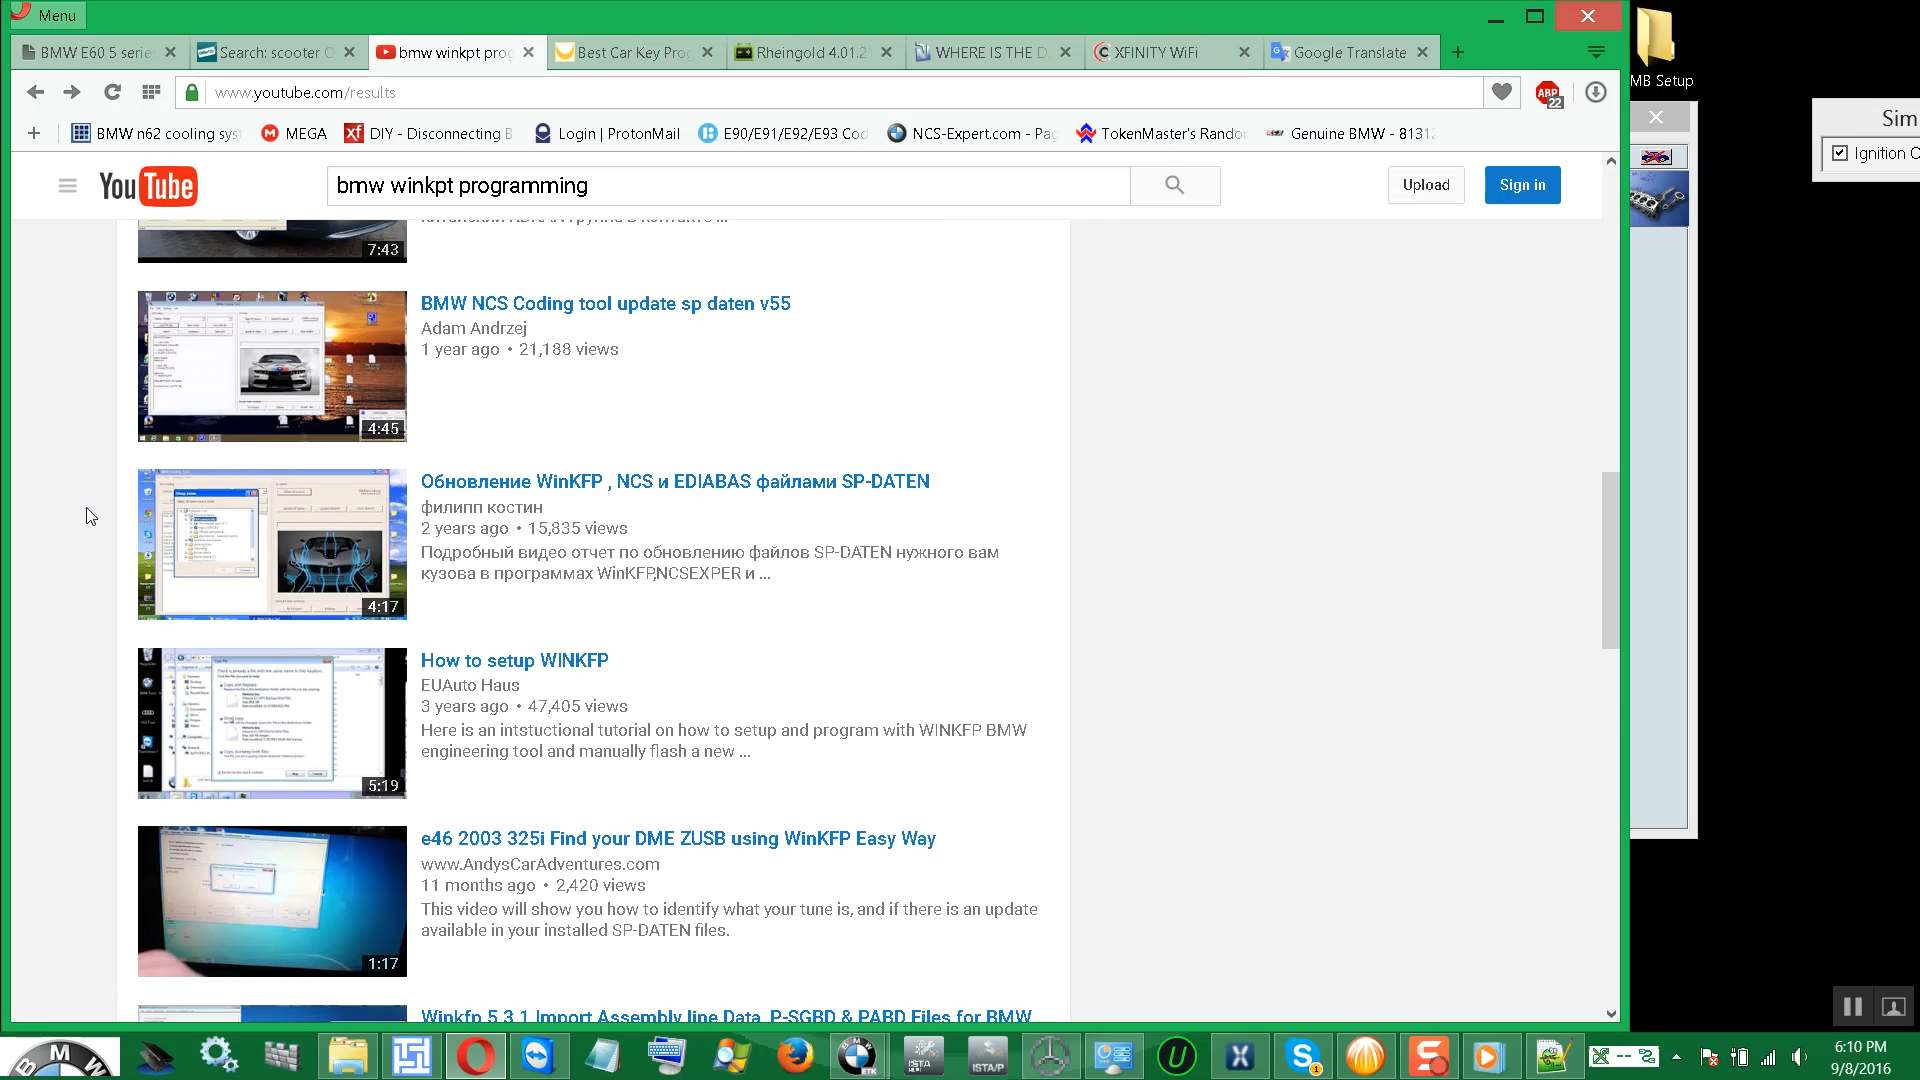 Menu
BMW E60 5 serie
Search: scooter O
bmw winkpt prog
Best Car Key Prog
Rheingold 4.01.2
WHERE IS THE D
XFINITY WiFi
Google Translate
MB Setup
www.youtube.com/results
ABP
22
BMW n62 cooling syst
MEGA
DIY - Disconnecting B
Login | ProtonMail
E90/E91/E92/E93 Cod
NCS-Expert.com - Pag
TokenMaster's Rando
Genuine BMW - 81312
Sim
Ignition
YouTube
bmw winkpt programming
Upload
Sign in
7:43
BMW NCS Coding tool update sp daten v55
Adam Andrzej
1 year ago • 21,188 views
4:45
Обновление WinKFP , NCS и EDIABAS файлами SP-DATEN
филипп костин
2 years ago • 15,835 views
Подробный видео отчет по обновлению файлов SP-DATEN нужного вам
кузова в программах WinKFP,NCSEXPER и ...
4:17
How to setup WINKFP
EUAuto Haus
3 years ago • 47,405 views
Here is an intstuctional tutorial on how to setup and program with WINKFP BMW
engineering tool and manually flash a new ...
5:19
e46 2003 325i Find your DME ZUSB using WinKFP Easy Way
www.AndysCarAdventures.com
11 months ago • 2,420 views
This video will show you how to identify what your tune is, and if there is an update
available in your installed SP-DATEN files.
1:17
Winkfp 5.3.1 Import Assembly line Data, P-SGBD & PABD Files for BMW
BMW
ETK
ISTA
ISTA/P
6:10 PM
9/8/2016